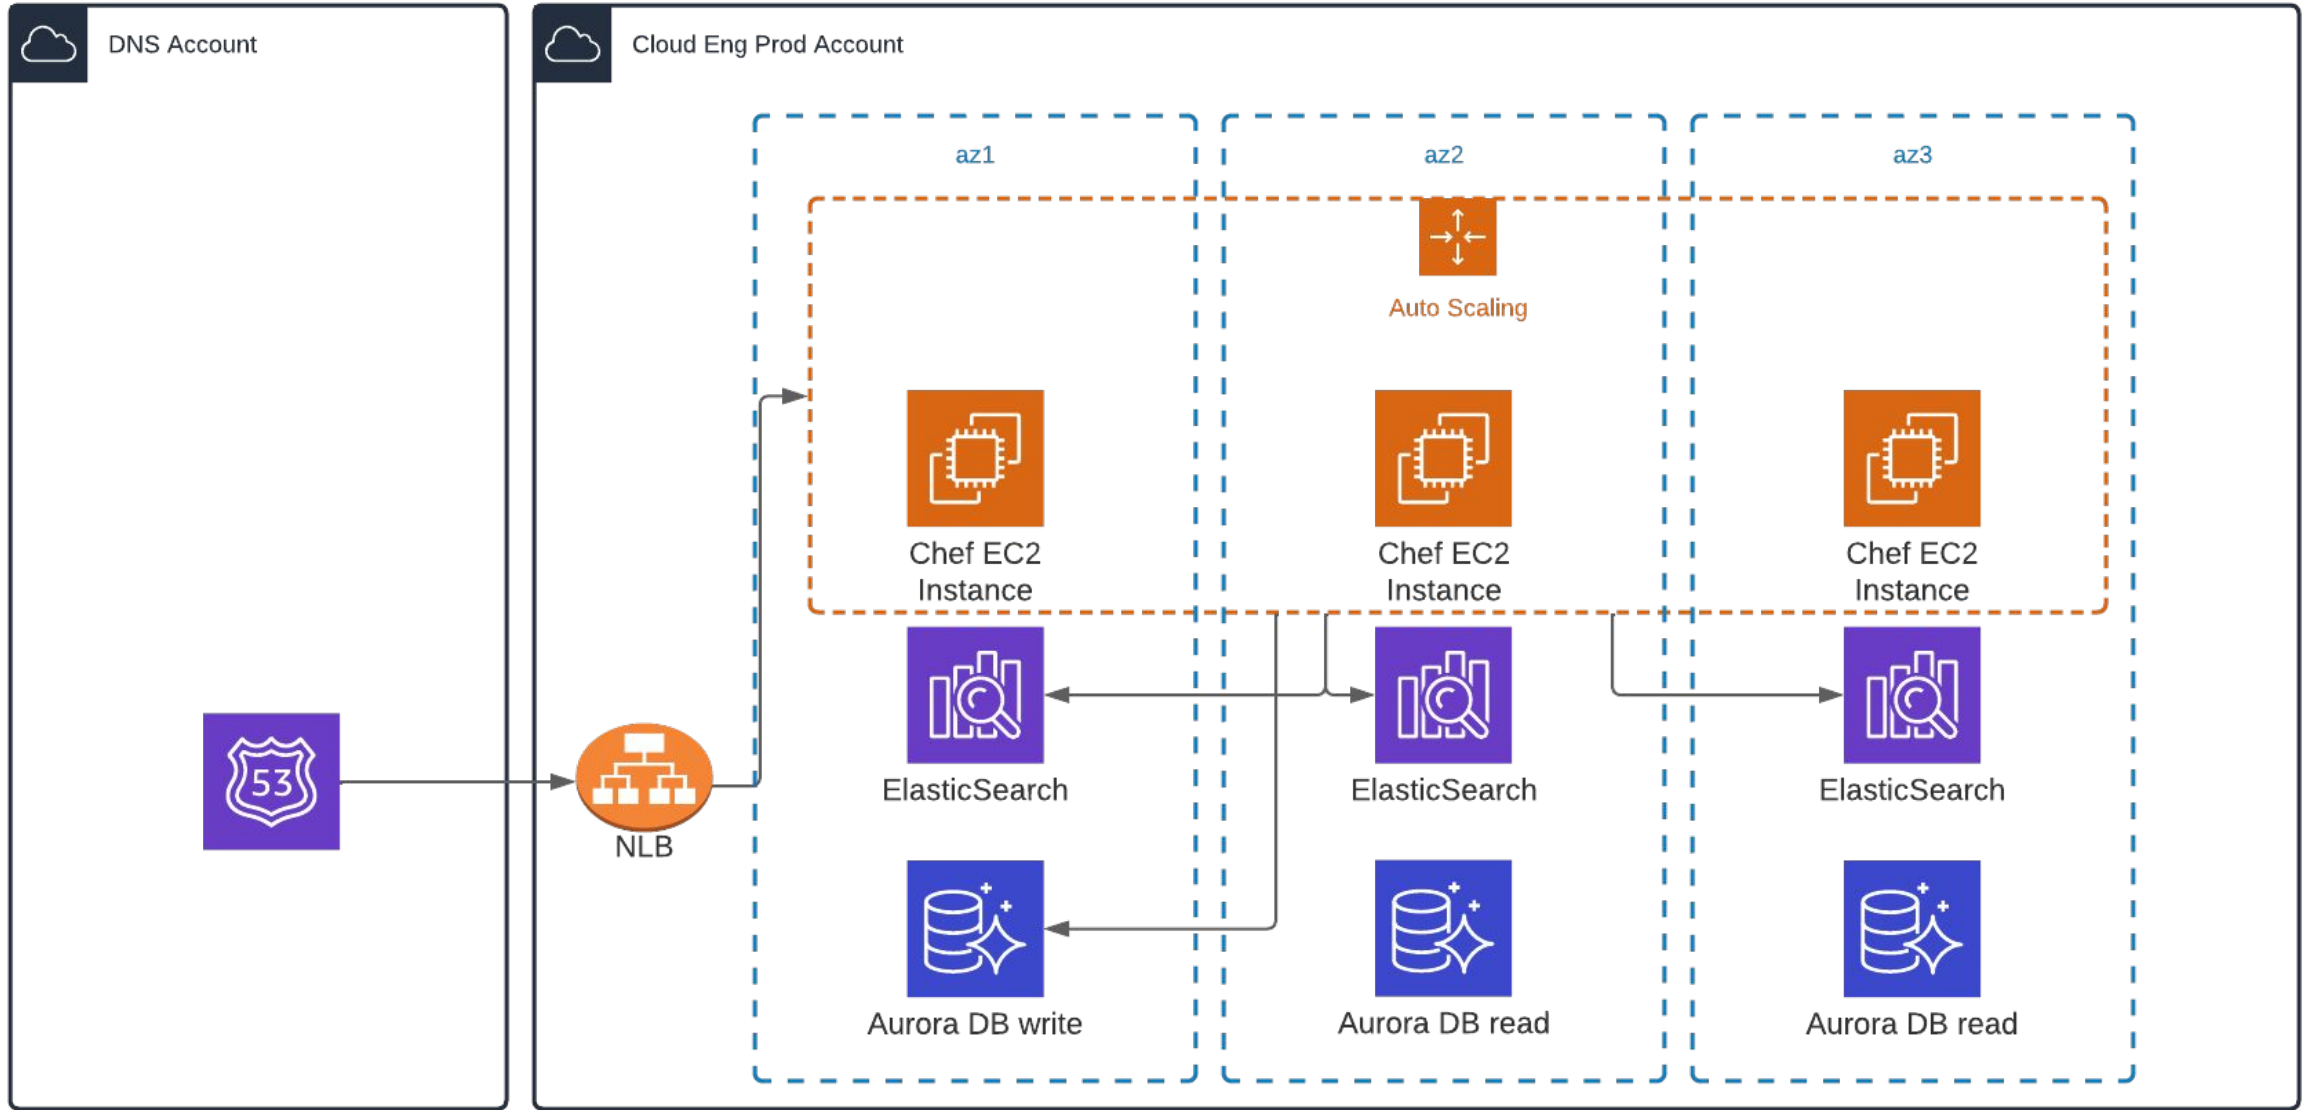 DNS Account
Cloud Eng Prod Account
az1
az2
az3
Auto Scaling
Chef EC2
Instance
Chef EC2
Instance
Chef EC2
Instance
ElasticSearch
ElasticSearch
ElasticSearch
53
NLB
Aurora DB write
Aurora DB read
Aurora DB read